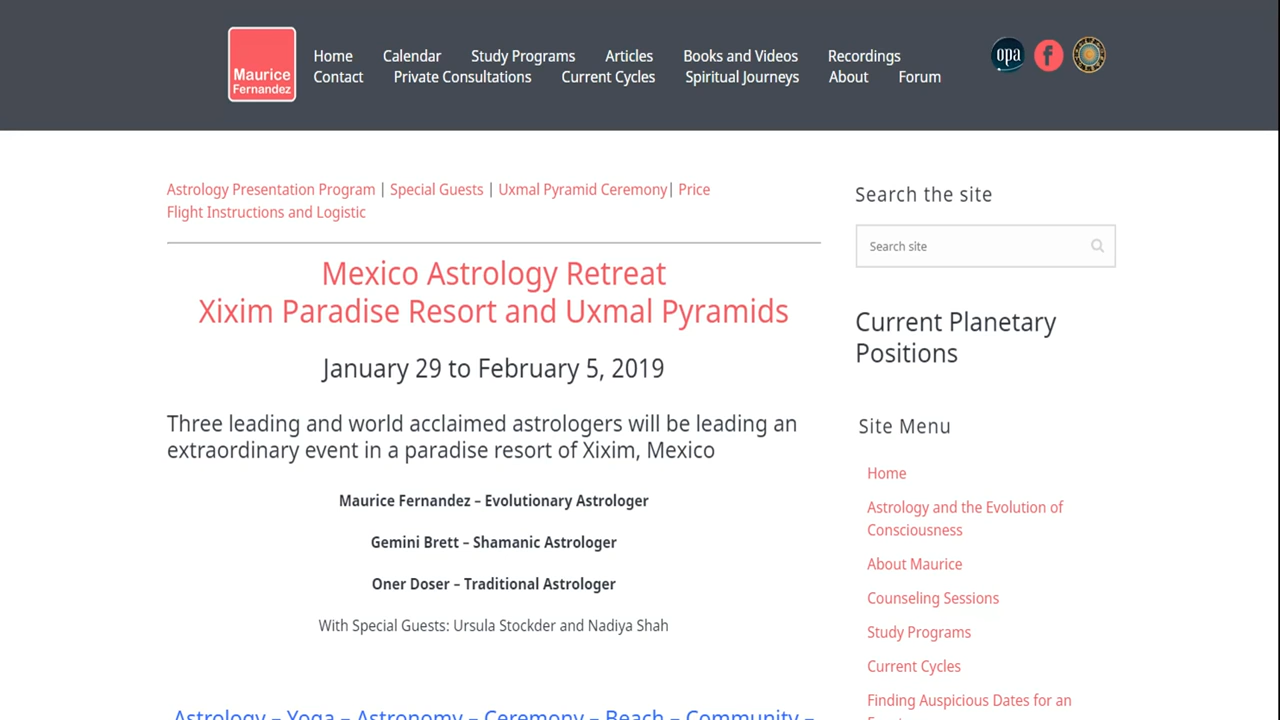 Maurice
Fernandez
Home Calendar Study Programs Articles Books and Videos Recordings
Contact Private Consultations Current Cycles Spiritual Journeys About Forum
opa
f
Astrology Presentation Program | Special Guests | Uxmal Pyramid Ceremony| Price
Flight Instructions and Logistic
Mexico Astrology Retreat
Xixim Paradise Resort and Uxmal Pyramids
January 29 to February 5, 2019
Three leading and world acclaimed astrologers will be leading an
extraordinary event in a paradise resort of Xixim, Mexico
Maurice Fernandez – Evolutionary Astrologer
Gemini Brett – Shamanic Astrologer
Oner Doser – Traditional Astrologer
With Special Guests: Ursula Stockder and Nadiya Shah
Astrology – Yoga – Astronomy – Ceremony – Beach – Community –
Search the site
Search site
Current Planetary
Positions
Site Menu
Home
Astrology and the Evolution of
Consciousness
About Maurice
Counseling Sessions
Study Programs
Current Cycles
Finding Auspicious Dates for an